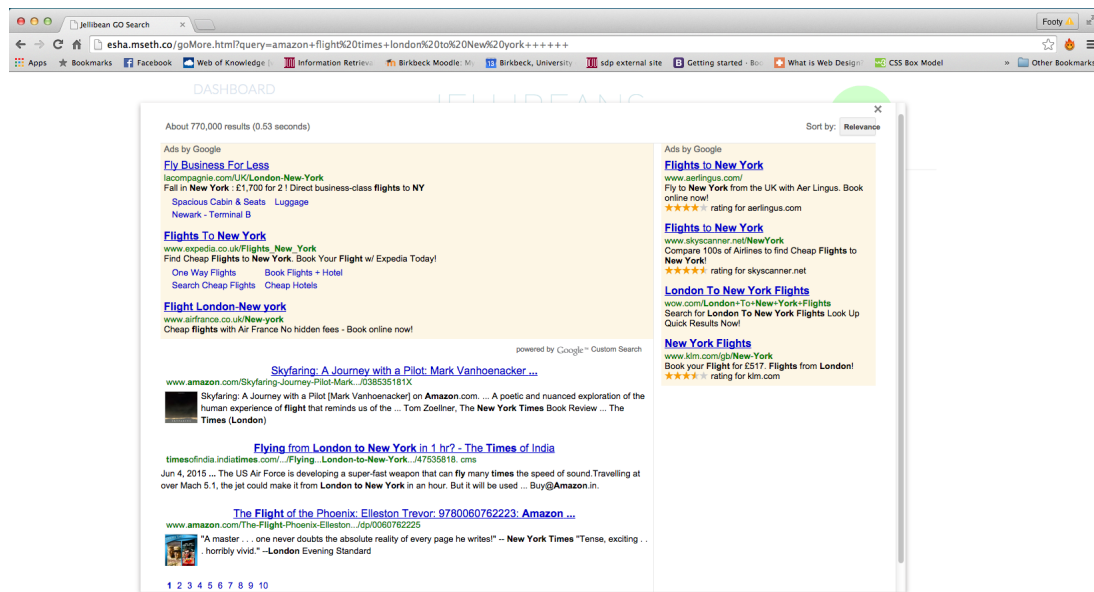 Jellibean GO Search
Footy
esha.mseth.co/goMore.html?query=amazon+flight%20times+london%20to%20New%20york++++++
Apps Bookmarks Facebook Web of Knowledge [ Information Retrieva Birkbeck Moodle: My 13 Birkbeck, University sdp external site B Getting started - Boo What is Web Design? CSS Box Model » Other Bookmarks
DASHBOARD
JELLIBEANS
×
About 770,000 results (0.53 seconds)
Sort by: Relevance
Ads by Google
Fly Business For Less
lacompagnie.com/UK/London-New-York
Fall in New York : £1,700 for 2 ! Direct business-class flights to NY
Spacious Cabin & Seats Luggage
Newark - Terminal B
Flights To New York
www.expedia.co.uk/Flights_New_York
Find Cheap Flights to New York. Book Your Flight w/ Expedia Today!
One Way Flights Book Flights + Hotel
Search Cheap Flights Cheap Hotels
Flight London-New york
www.airfrance.co.uk/New-york
Cheap flights with Air France No hidden fees - Book online now!
powered by Google™ Custom Search
Skyfaring: A Journey with a Pilot: Mark Vanhoenacker ...
www.amazon.com/Skyfaring-Journey-Pilot-Mark.../038535181X
Skyfaring: A Journey with a Pilot [Mark Vanhoenacker] on Amazon.com. ... A poetic and nuanced exploration of the
human experience of flight that reminds us of the ... Tom Zoellner, The New York Times Book Review ... The
Times (London)
Flying from London to New York in 1 hr? - The Times of India
timesofindia.indiatimes.com/.../Flying...London-to-New-York.../47535818. cms
Jun 4, 2015 ... The US Air Force is developing a super-fast weapon that can fly many times the speed of sound.Travelling at
over Mach 5.1, the jet could make it from London to New York in an hour. But it will be used ... Buy@Amazon.in.
The Flight of the Phoenix: Elleston Trevor: 9780060762223: Amazon ...
www.amazon.com/The-Flight-Phoenix-Elleston.../dp/0060762225
"A master . . . one never doubts the absolute reality of every page he writes!" -- New York Times "Tense, exciting . .
. horribly vivid." --London Evening Standard
1 2 3 4 5 6 7 8 9 10
Ads by Google
Flights to New York
www.aerlingus.com/
Fly to New York from the UK with Aer Lingus. Book
online now!
rating for aerlingus.com
Flights to New York
www.skyscanner.net/NewYork
Compare 100s of Airlines to find Cheap Flights to
New York!
rating for skyscanner.net
London To New York Flights
wow.com/London+To+New+York+Flights
Search for London To New York Flights Look Up
Quick Results Now!
New York Flights
www.klm.com/gb/New-York
Book your Flight for £517. Flights from London!
rating for klm.com